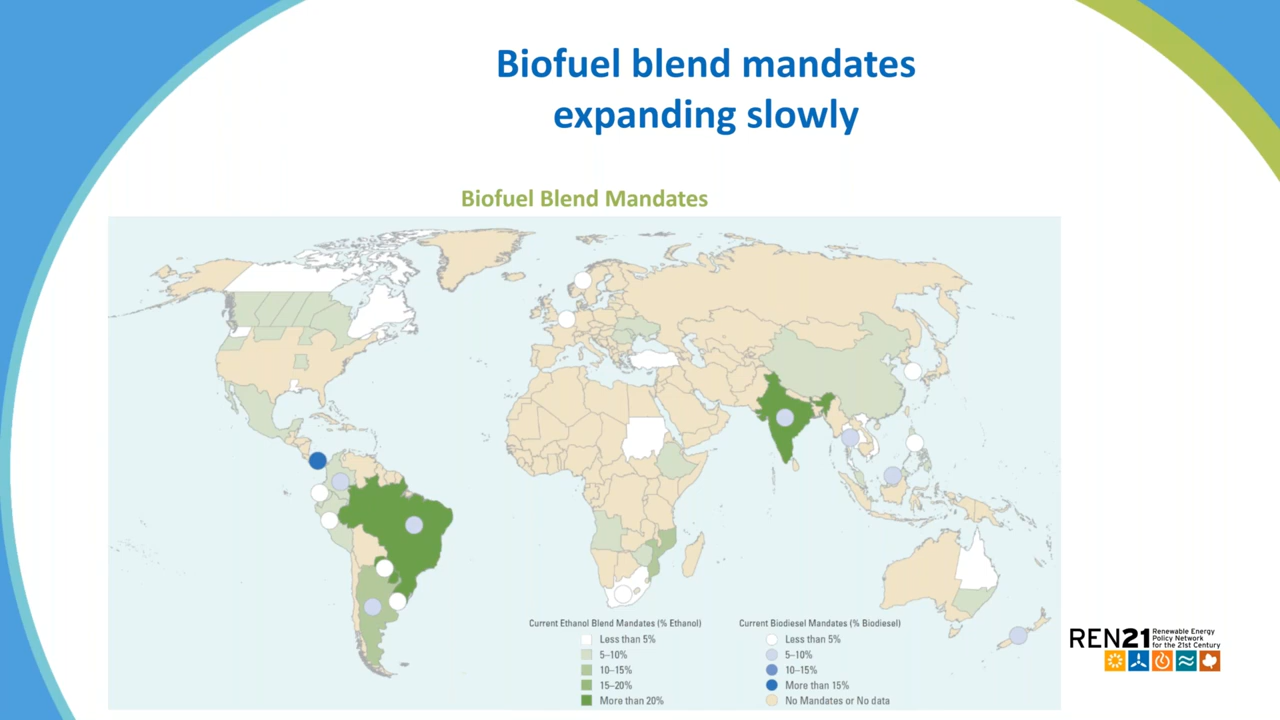 Biofuel blend mandates
expanding slowly
Biofuel Blend Mandates
Current Ethanol Blend Mandates (% Ethanol)
Less than 5%
5–10%
10–15%
15–20%
More than 20%
Current Biodiesel Mandates (% Biodiesel)
Less than 5%
5–10%
10–15%
More than 15%
No Mandates or No data
REN21
Renewable Energy
Policy Network
for the 21st Century